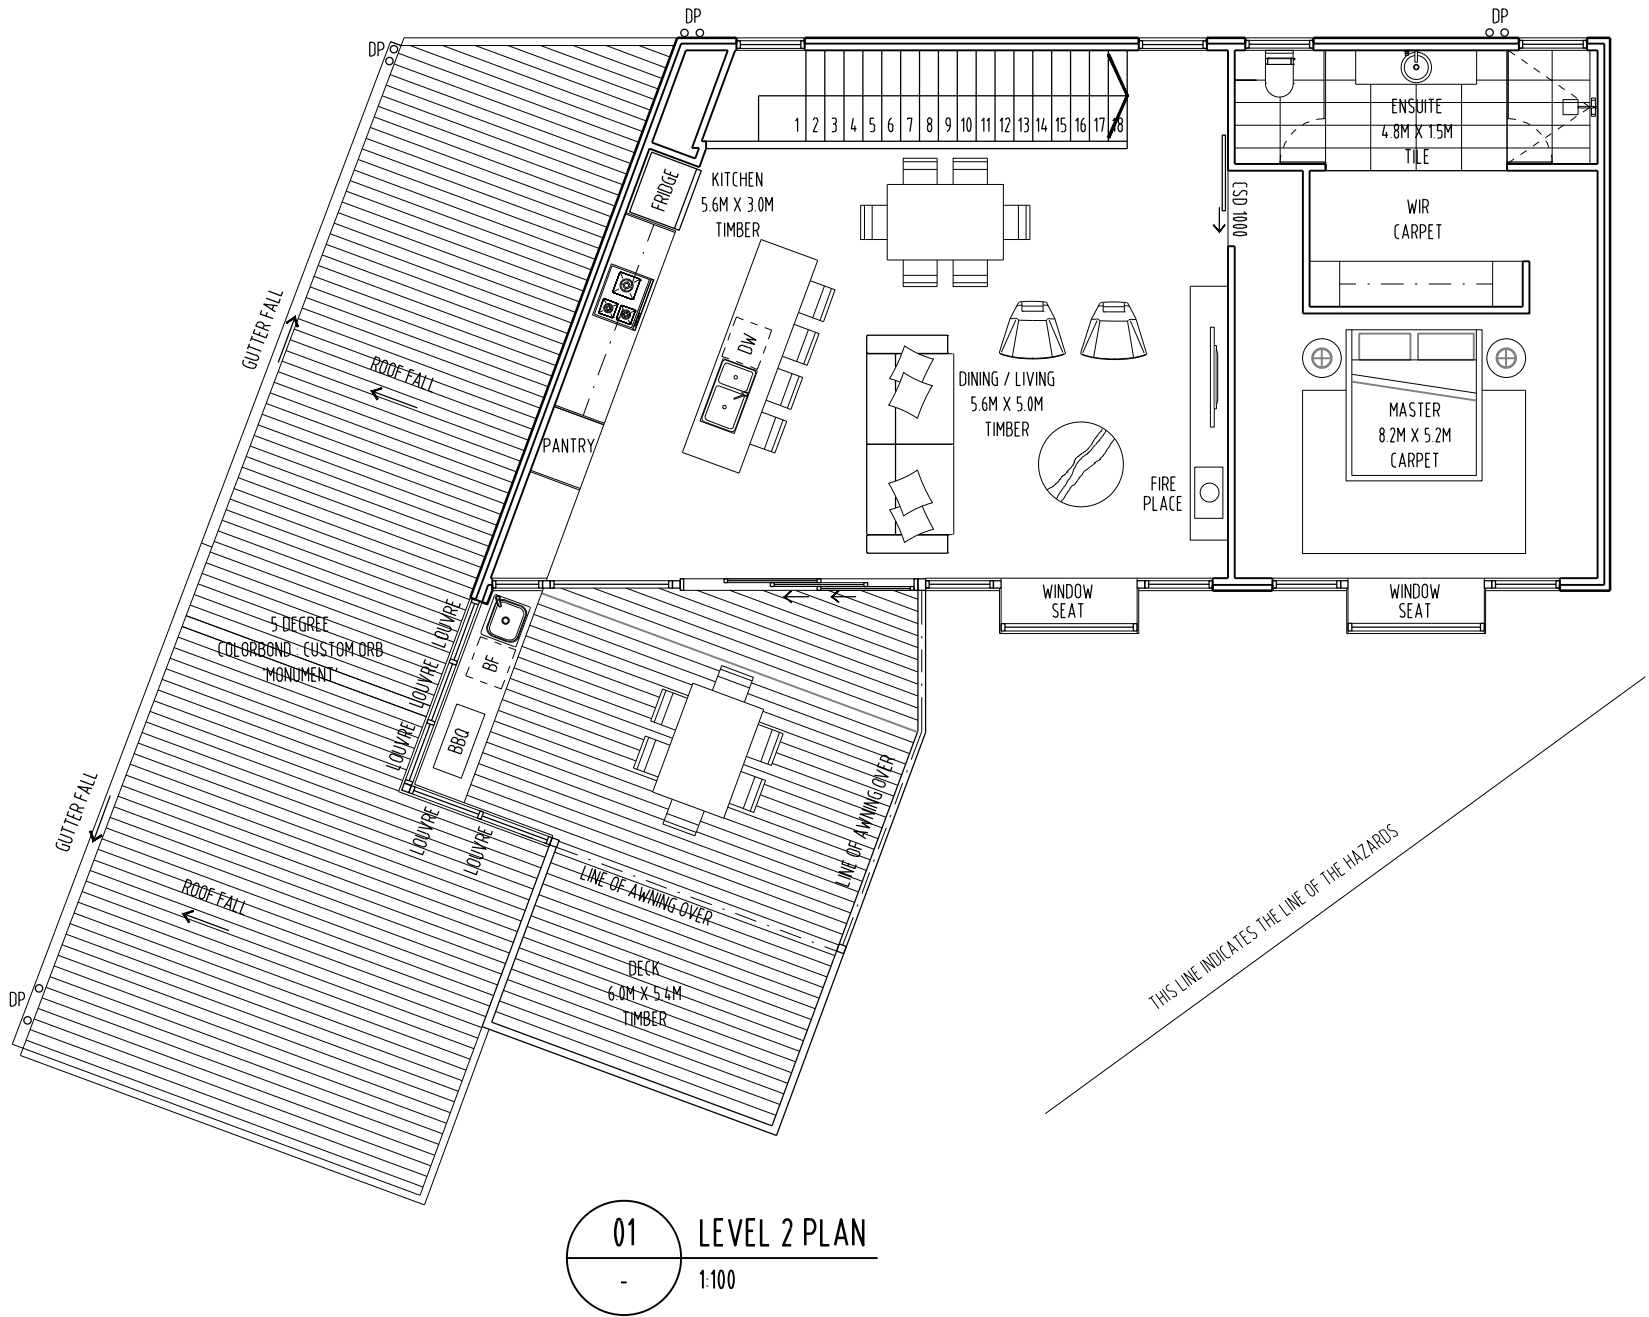 DP
DP
DP
1 2 3 4 5 6 7 8 9 10 11 12 13 14 15 16 17 18
ENSUITE
4.8M X 1.5M
TILE
FRIDGE
KITCHEN
5.6M X 3.0M
TIMBER
CSD 1000
WIR
CARPET
GUTTER FALL
ROOF FALL
DW
DINING / LIVING
5.6M X 5.0M
TIMBER
MASTER
8.2M X 5.2M
CARPET
PANTRY
FIRE
PLACE
WINDOW
SEAT
WINDOW
SEAT
5 DEGREE
COLORBOND : CUSTOM ORB
'MONUMENT'
LOUVRE
LOUVRE
LOUVRE
BF
BBQ
LOUVRE
LOUVRE
GUTTER FALL
ROOF FALL
LINE OF AWNING OVER
LINE OF AWNING OVER
THIS LINE INDICATES THE LINE OF THE HAZARDS
DECK
6.0M X 5.4M
TIMBER
DP
01
LEVEL 2 PLAN
-
1:100